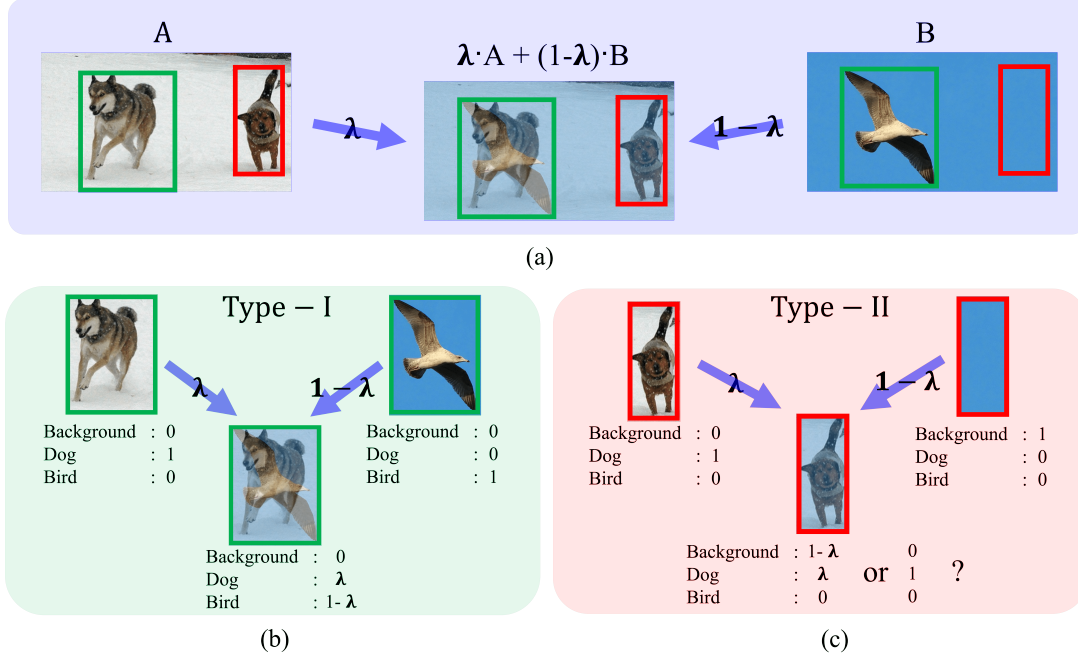 A
λ·A + (1-λ)·B
B
λ
1 − λ
(a)
Type − I
λ
1 − λ
Background : 0
Dog : 1
Bird : 0
Background : 0
Dog : 0
Bird : 1
Background : 0
Dog : λ
Bird : 1- λ
(b)
Type − II
λ
1 − λ
Background : 0
Dog : 1
Bird : 0
Background : 1
Dog : 0
Bird : 0
Background : 1- λ 0
Dog : λ or 1 ?
Bird : 0 0
(c)